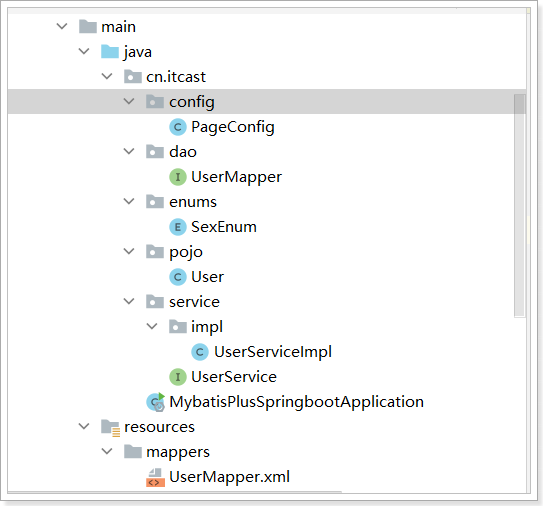 main
java
cn.itcast
config
PageConfig
dao
UserMapper
enums
SexEnum
pojo
User
service
impl
UserServiceImpl
UserService
MybatisPlusSpringbootApplication
resources
mappers
UserMapper.xml